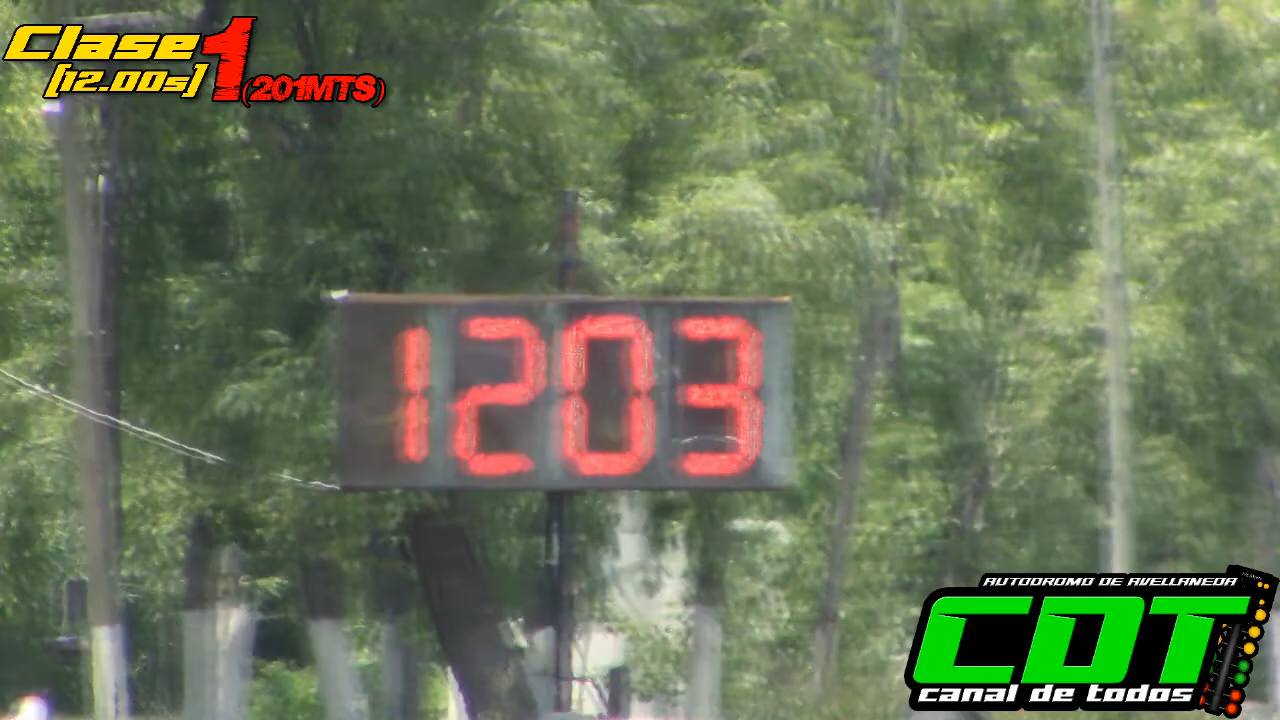 Clase 1
[12.00s] (201MTS)
1203
AUTODROMO DE AVELLANEDA
CDT
canal de todos